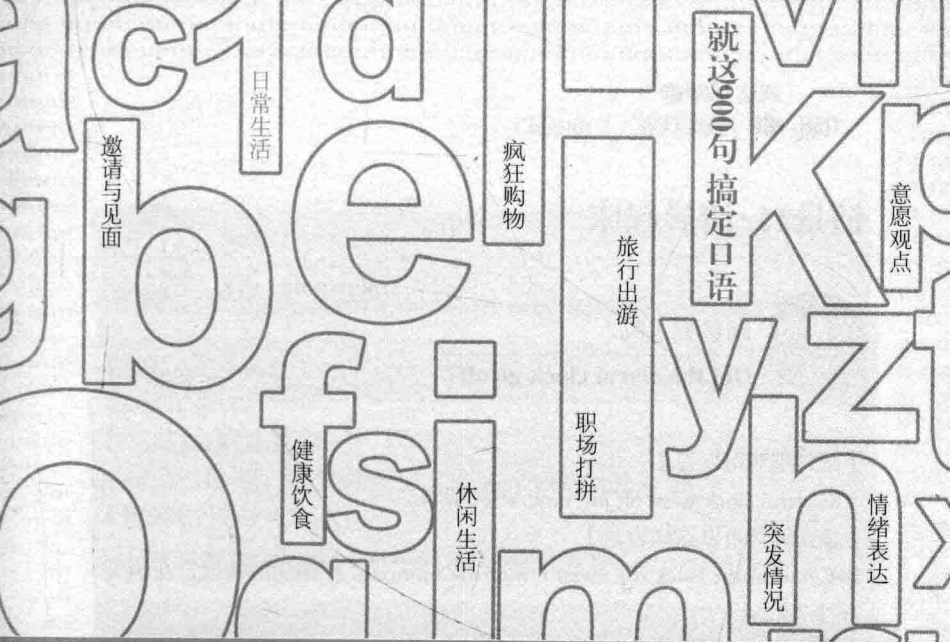 就这900句 搞定口语
日常生活
邀请与见面
疯狂购物
旅行出游
意愿观点
健康饮食
休闲生活
职场打拼
突发情况
情绪表达